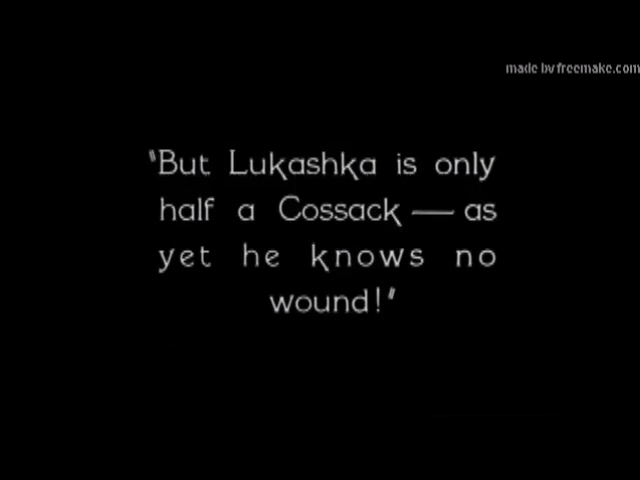 made by freemake.com
"But Lukashka is only
half a Cossack — as
yet he knows no
wound!"